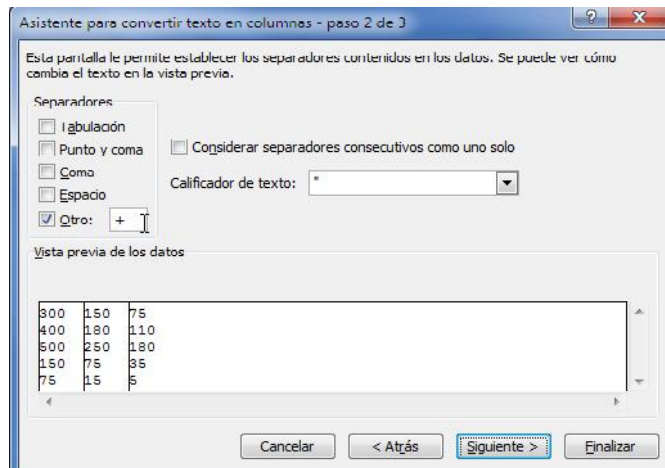 Asistente para convertir texto en columnas - paso 2 de 3
Esta pantalla le permite establecer los separadores contenidos en los datos. Se puede ver cómo
cambia el texto en la vista previa.
Separadores
Tabulación
Punto y coma
Coma
Espacio
Otro: +
Considerar separadores consecutivos como uno solo
Calificador de texto: "
Vista previa de los datos
300 150 75
400 180 110
500 250 180
150 75 35
75 15 5
Cancelar < Atrás Siguiente > Finalizar